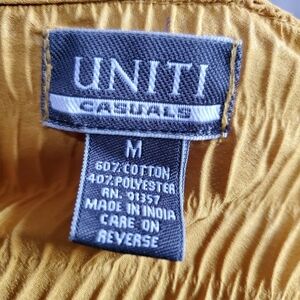 UNITI
CASUALS
M
60% COTTON
40% POLYESTER
RN. 91357
MADE IN INDIA
CARE ON
REVERSE